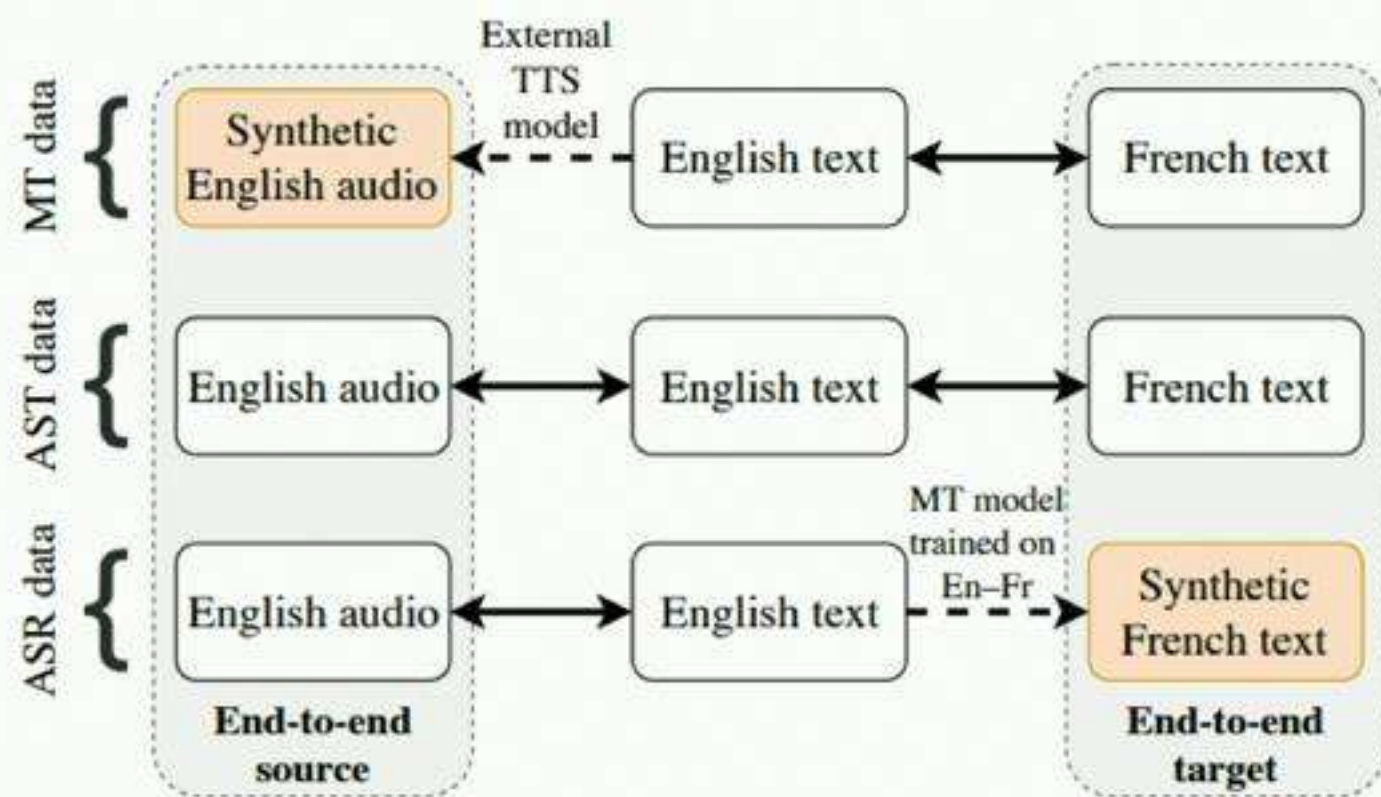 External
TTS
model
MT data
Synthetic
English audio
English text
French text
AST data
English audio
English text
French text
MT model
trained on
En–Fr
ASR data
English audio
English text
Synthetic
French text
End-to-end
source
End-to-end
target